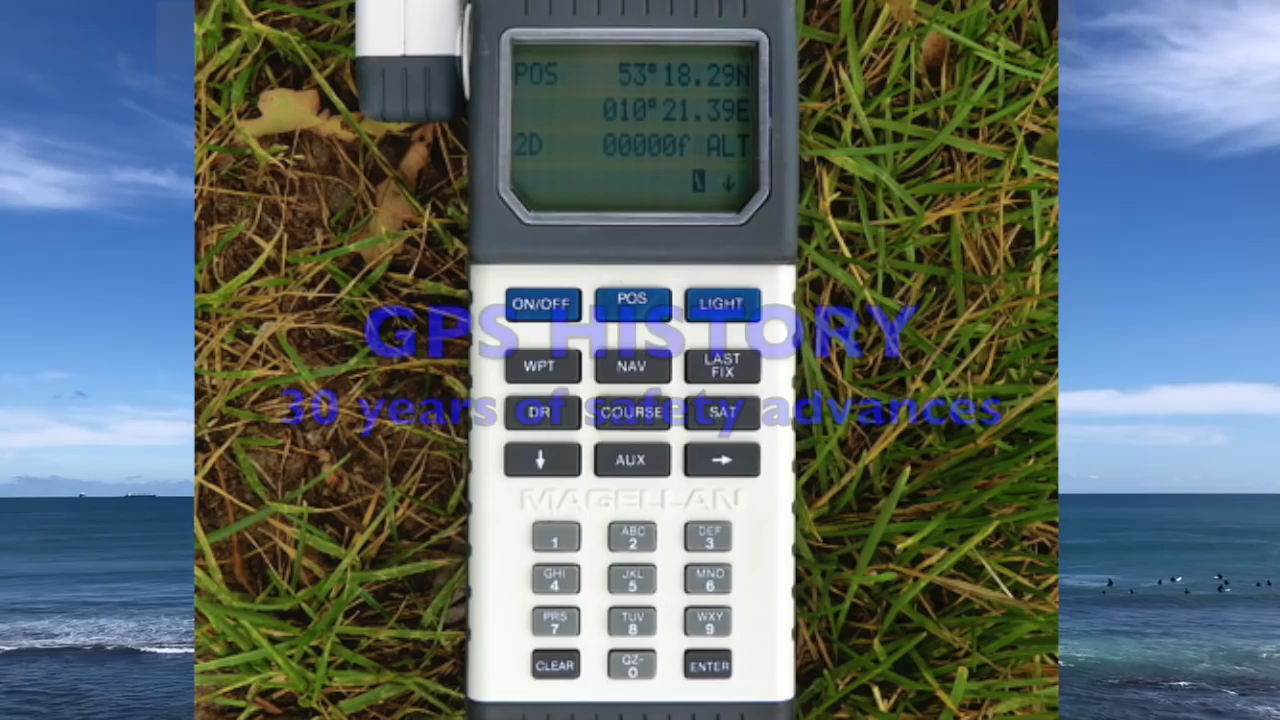 POS 53°18.29N
010°21.39E
2D 00000f ALT
↓
ON/OFF POS LIGHT
GPS HISTORY
WPT NAV LAST FIX
30 years of safety advances
DR COURSE SAT
↓ AUX →
MAGELLAN
1 ABC 2 DEF 3
GHI 4 JKL 5 MNO 6
PRS 7 TUV 8 WXY 9
CLEAR QZ- 0 ENTER